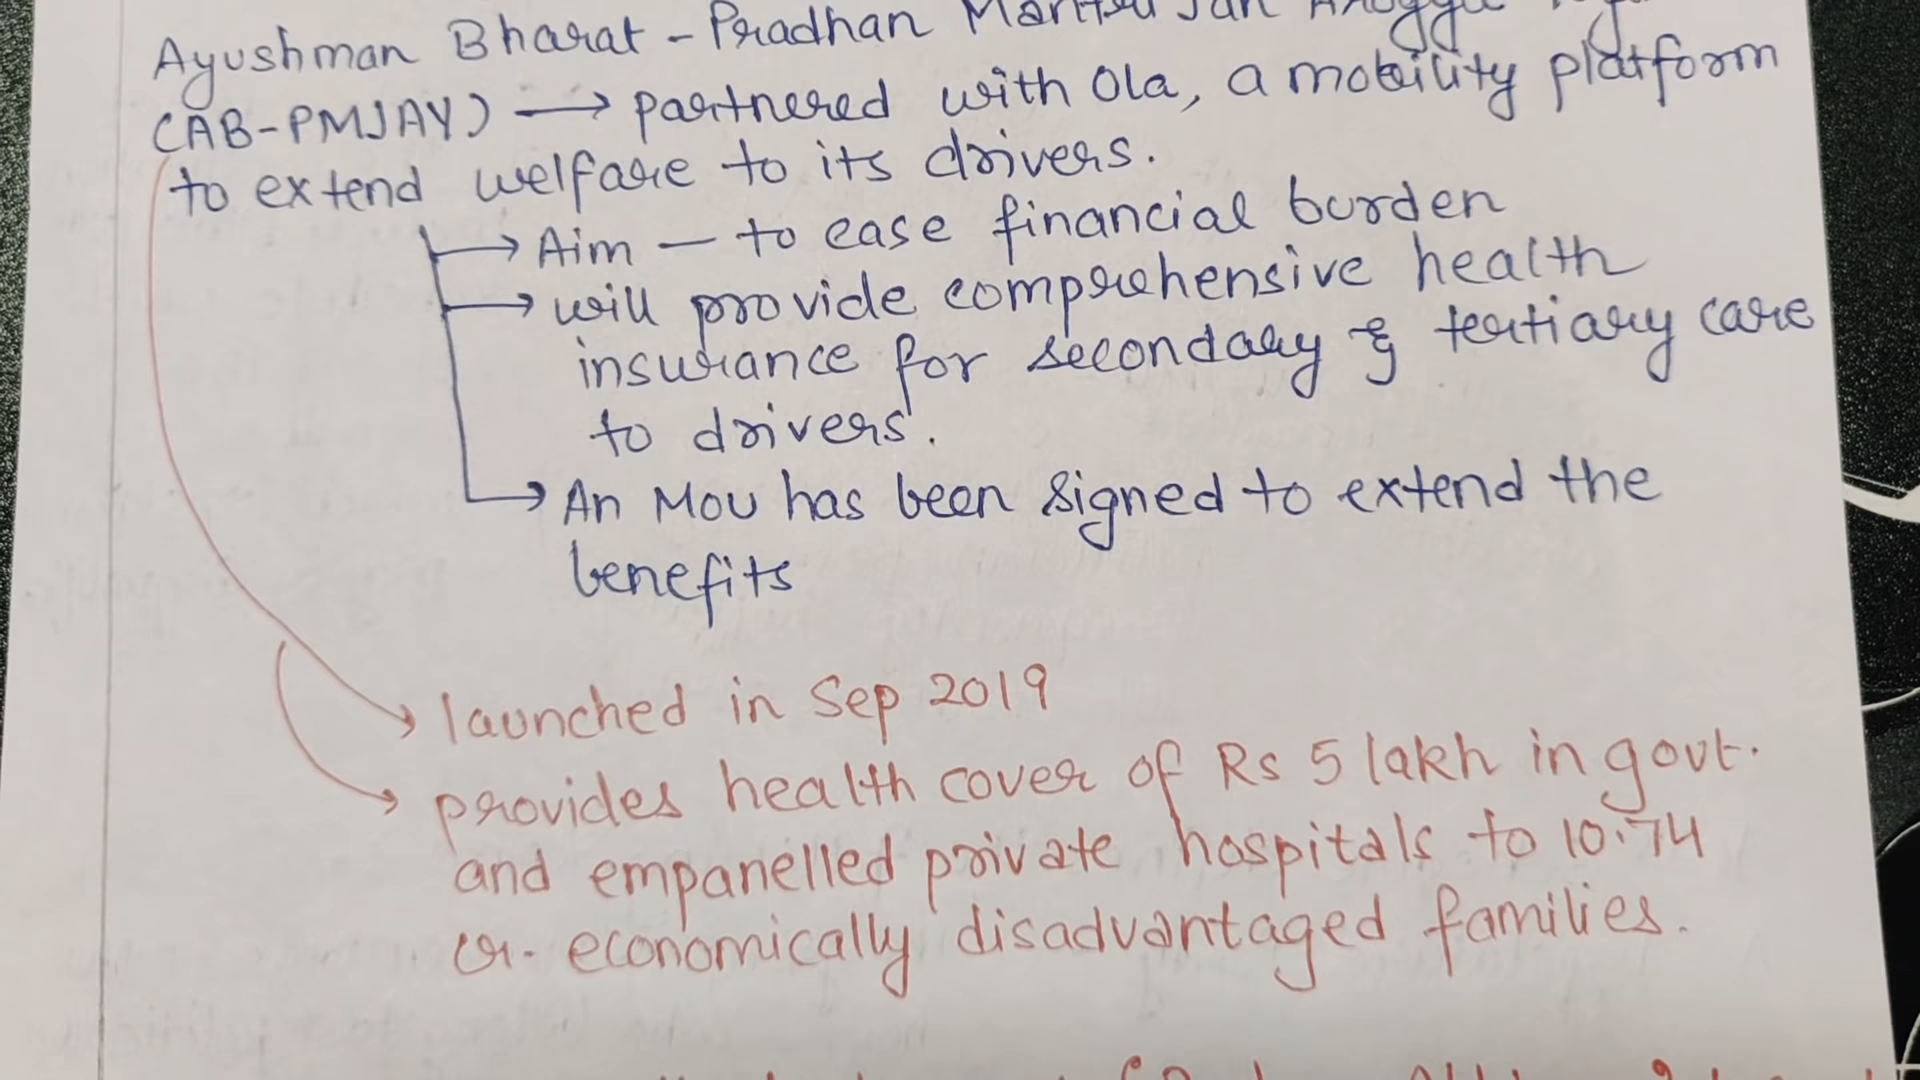 Ayushman Bharat - Pradhan Mantri Jan Arogya
(AB-PMJAY) → partnered with Ola, a mobility platform
to extend welfare to its drivers.
→ Aim — to ease financial burden
→ will provide comprehensive health
insurance for secondary & tertiary care
to drivers.
→ An MOU has been signed to extend the
benefits
→ launched in Sep 2019
→ provides health cover of Rs 5 lakh in govt.
and empanelled private hospitals to 10.74
cr. economically disadvantaged families.